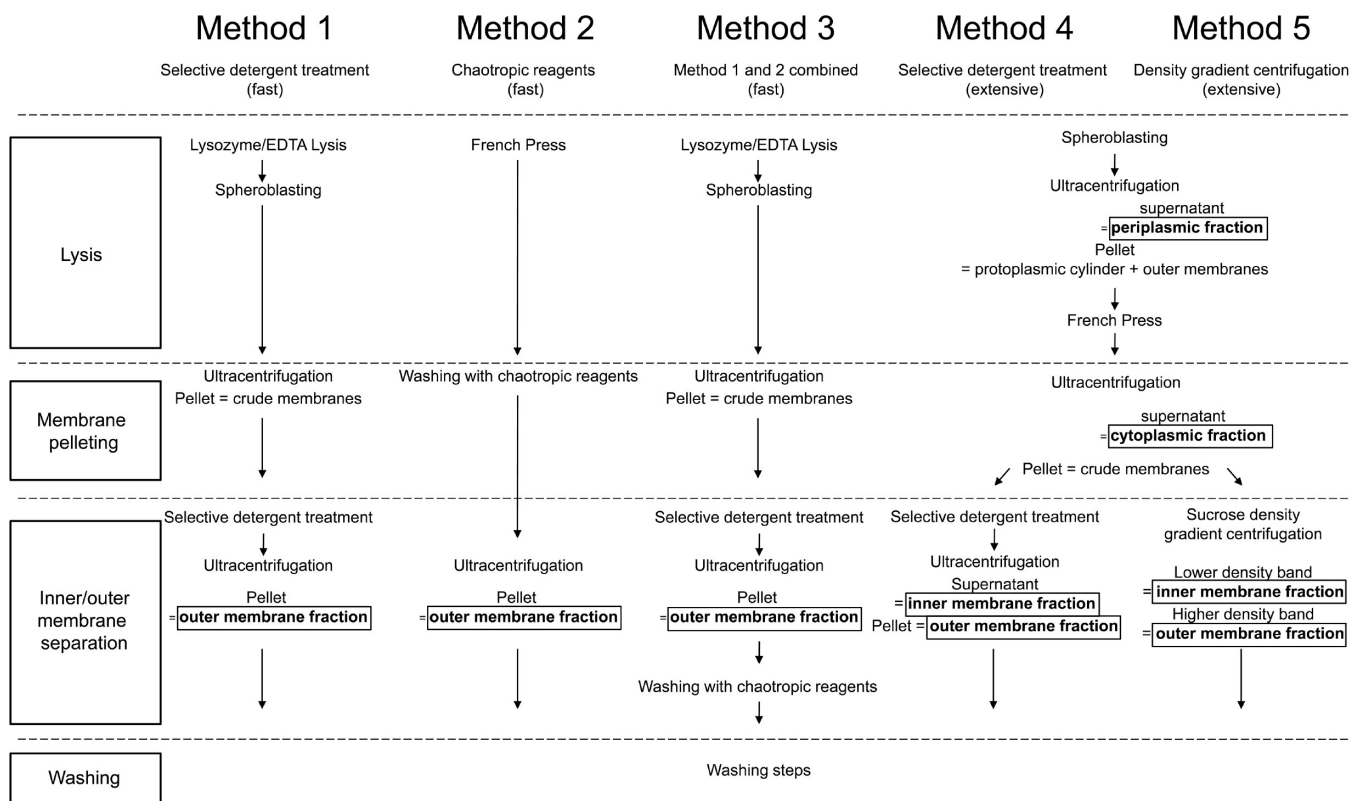 Method 1
Method 2
Method 3
Method 4
Method 5
Selective detergent treatment
(fast)
Chaotropic reagents
(fast)
Method 1 and 2 combined
(fast)
Selective detergent treatment
(extensive)
Density gradient centrifugation
(extensive)
Lysis
Lysozyme/EDTA Lysis
Spheroblasting
French Press
Lysozyme/EDTA Lysis
Spheroblasting
Spheroblasting
Ultracentrifugation
supernatant
= periplasmic fraction
Pellet
= protoplasmic cylinder + outer membranes
French Press
Membrane
pelleting
Ultracentrifugation
Pellet = crude membranes
Washing with chaotropic reagents
Ultracentrifugation
Pellet = crude membranes
Ultracentrifugation
supernatant
= cytoplasmic fraction
Pellet = crude membranes
Inner/outer
membrane
separation
Selective detergent treatment
Ultracentrifugation
Pellet
= outer membrane fraction
Ultracentrifugation
Pellet
= outer membrane fraction
Selective detergent treatment
Ultracentrifugation
Pellet
= outer membrane fraction
Washing with chaotropic reagents
Selective detergent treatment
Ultracentrifugation
Supernatant
= inner membrane fraction
Pellet = outer membrane fraction
Sucrose density
gradient centrifugation
Lower density band
= inner membrane fraction
Higher density band
= outer membrane fraction
Washing
Washing steps